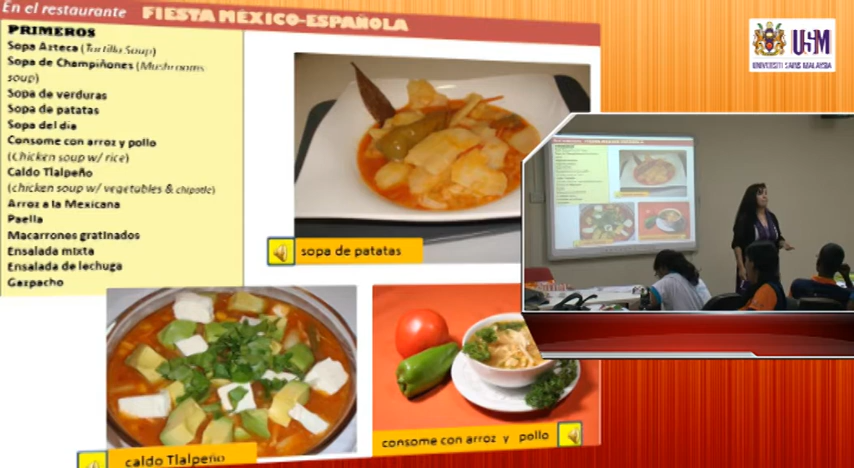 En el restaurante FIESTA MÉXICO-ESPAÑOLA
PRIMEROS
Sopa Azteca (Tortilla Soup)
Sopa de Champiñones (Mushrooms
soup)
Sopa de verduras
Sopa de patatas
Sopa del dia
Consome con arroz y pollo
(Chicken soup w/ rice)
Caldo Tlalpeño
(chicken soup w/ vegetables & chipotle)
Arroz a la Mexicana
Paella
Macarrones gratinados
Ensalada mixta
Ensalada de lechuga
Gazpacho
sopa de patatas
caldo Tlalpeño
consome con arroz y pollo
USM
UNIVERSITI SAINS MALAYSIA